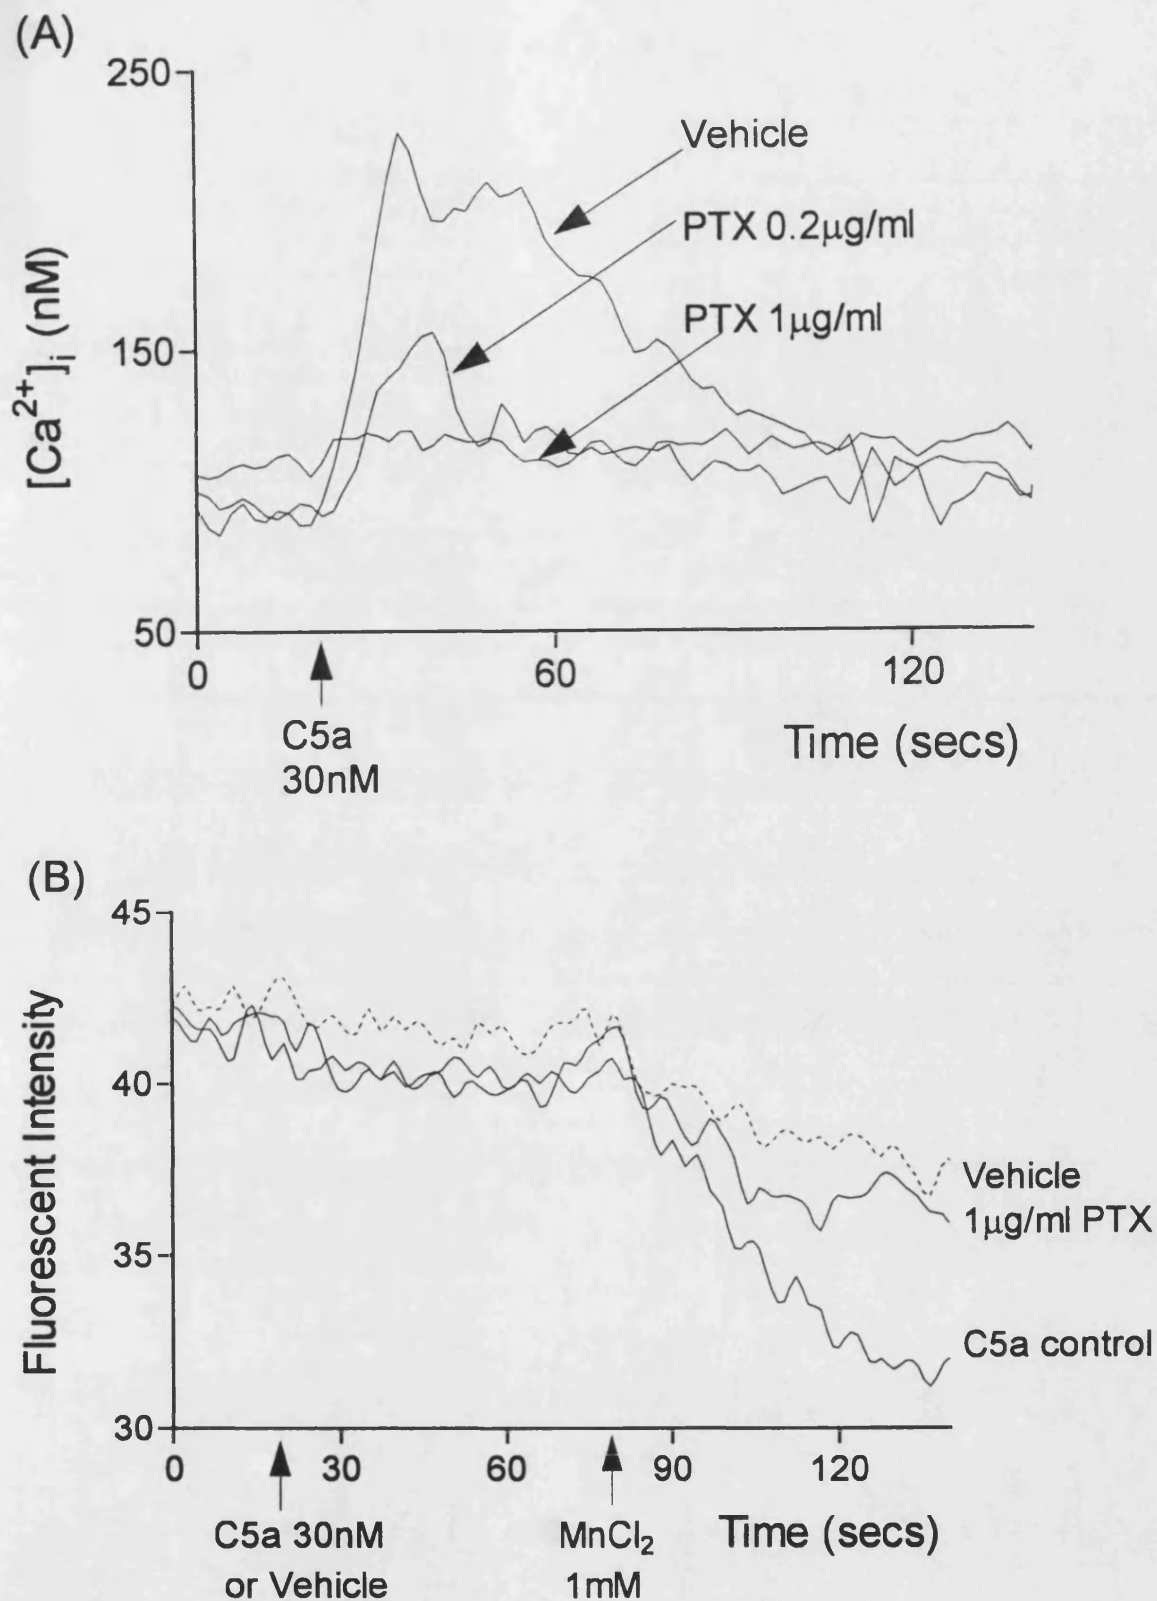 (A)
250
Vehicle
PTX 0.2μg/ml
PTX 1μg/ml
150
[Ca²⁺]ᵢ (nM)
50
0
60
120
C5a
30nM
Time (secs)
(B)
45
Fluorescent Intensity
40
Vehicle
1μg/ml PTX
35
C5a control
30
0
30
60
90
120
C5a 30nM
or Vehicle
MnCl₂
1mM
Time (secs)